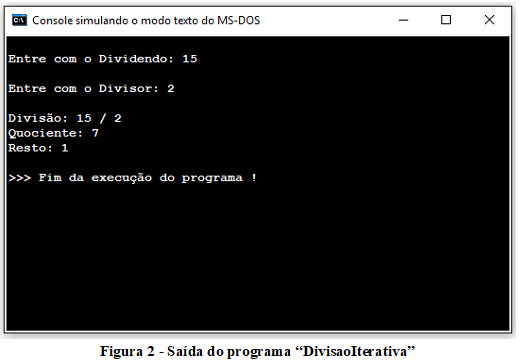 Console simulando o modo texto do MS-DOS
Entre com o Dividendo: 15
Entre com o Divisor: 2
Divisão: 15 / 2
Quociente: 7
Resto: 1
>>> Fim da execução do programa !
Figura 2 - Saída do programa “DivisaoIterativa”